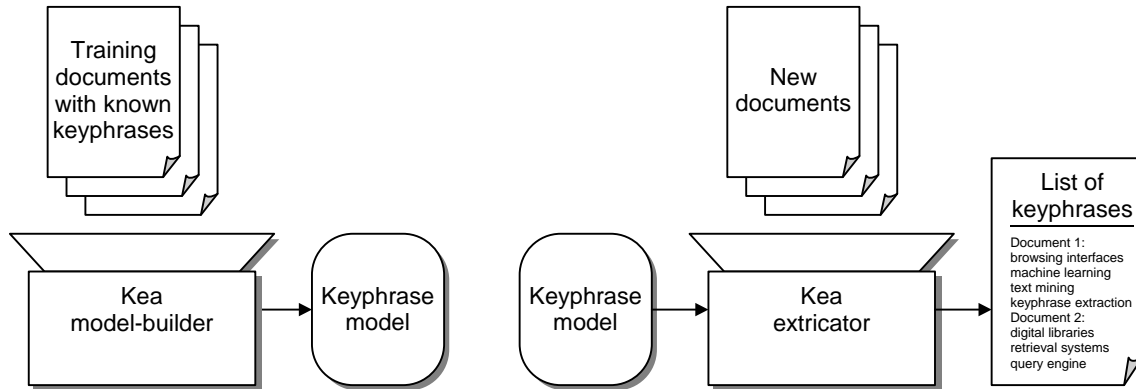 Training
documents
with known
keyphrases
Kea
model-builder
Keyphrase
model
New
documents
Keyphrase
model
Kea
extricator
List of
keyphrases
Document 1:
browsing interfaces
machine learning
text mining
keyphrase extraction
Document 2:
digital libraries
retrieval systems
query engine